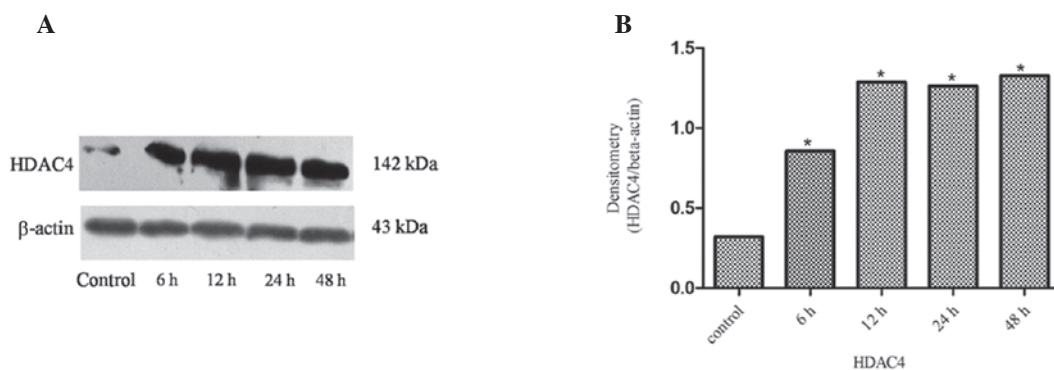 A
HDAC4
142 kDa
β-actin
43 kDa
Control 6 h 12 h 24 h 48 h
B
1.5
1.0
0.5
0.0
Densitometry
(HDAC4/beta-actin)
*
*
*
*
control
6 h
12 h
24 h
48 h
HDAC4